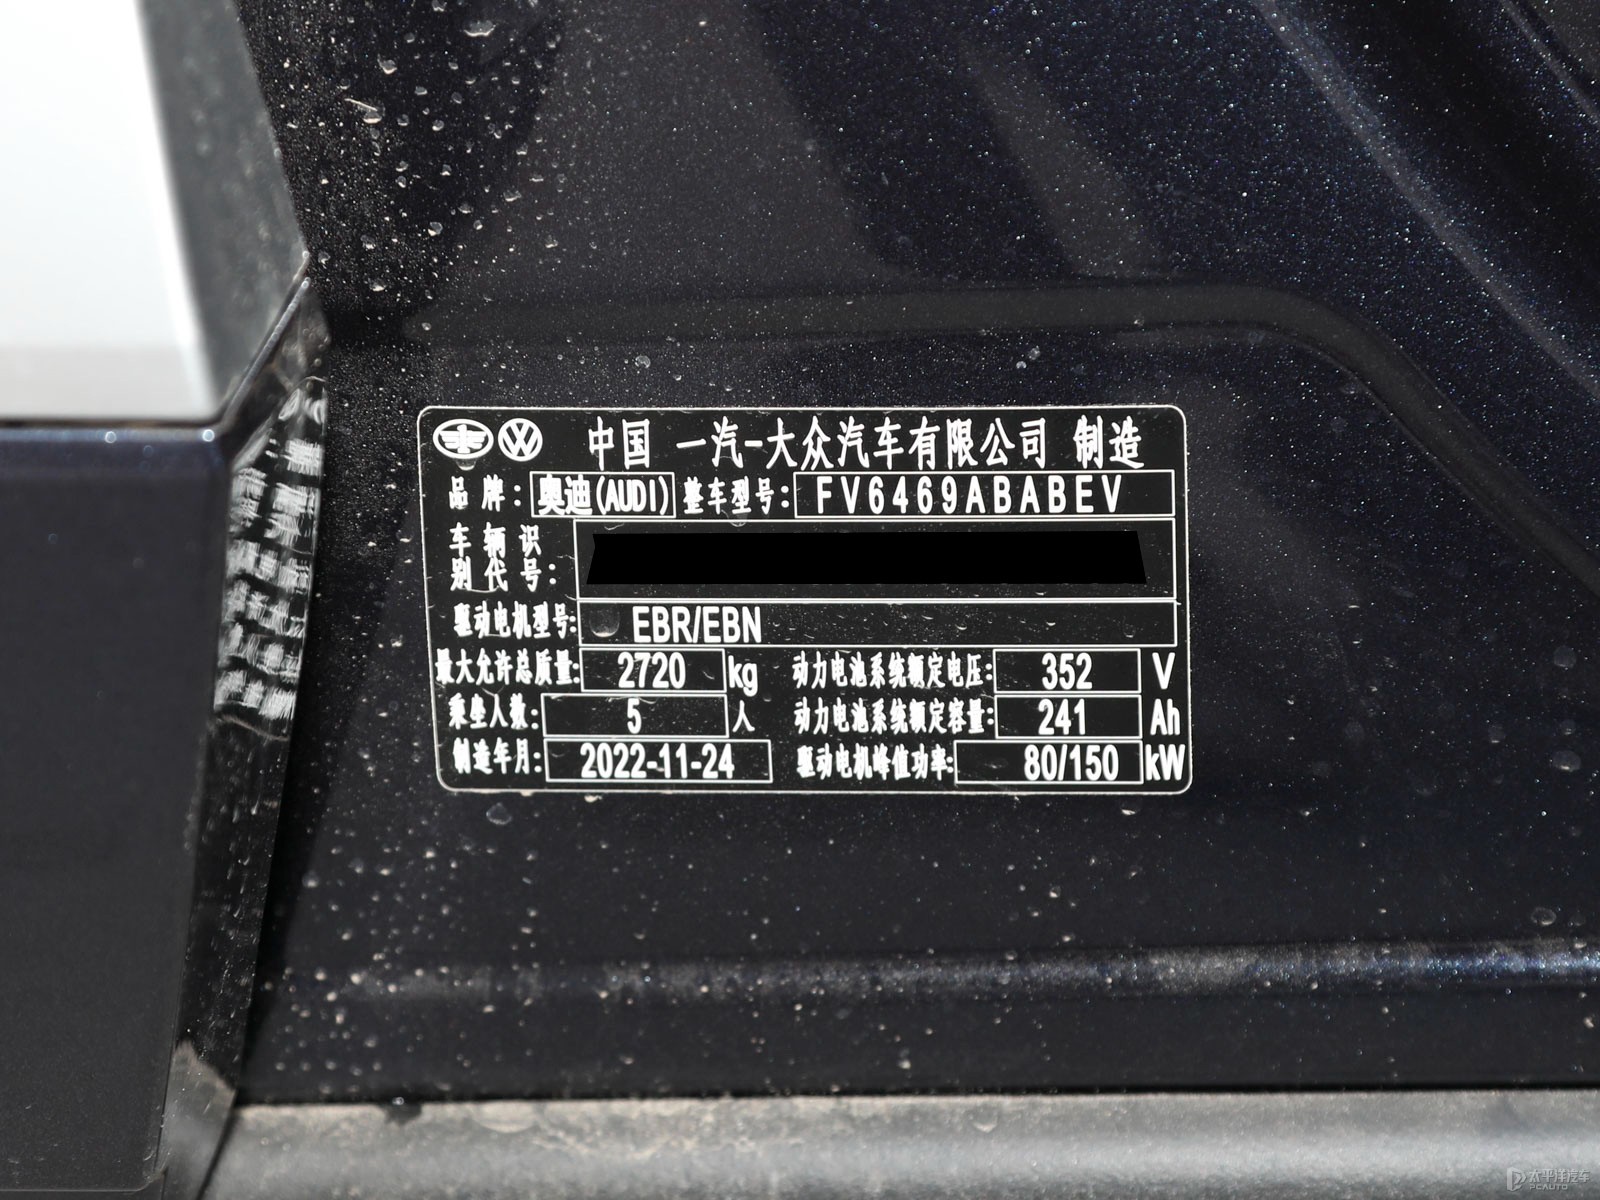 中国 一汽-大众汽车有限公司 制造
品牌: 奥迪(AUDI) 整车型号: FV6469ABABEV
车辆识
别代号:
驱动电机型号: EBR/EBN
最大允许总质量: 2720 kg 动力电池系统额定电压: 352 V
乘坐人数: 5 人 动力电池系统额定容量: 241 Ah
制造年月: 2022-11-24 驱动电机峰值功率: 80/150 kW
太平洋汽车
PCAUTO